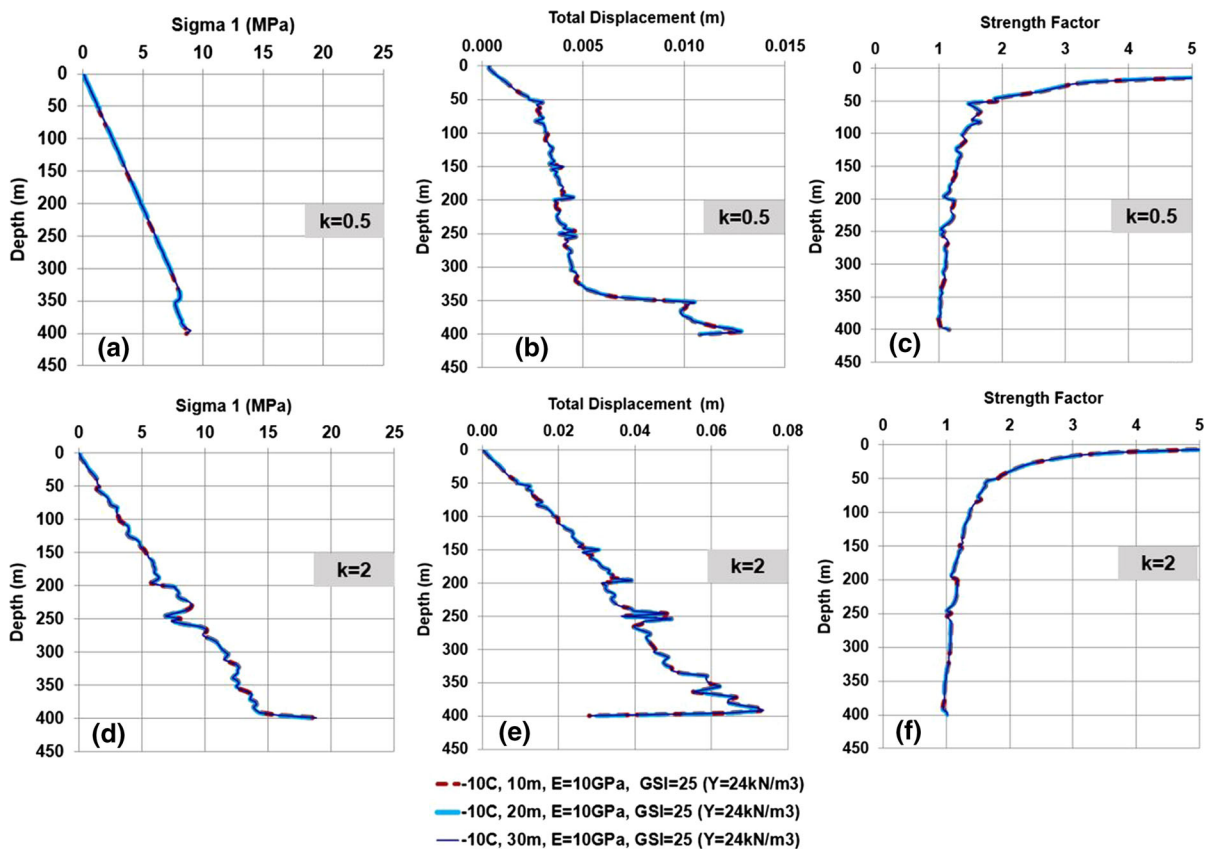 Sigma 1 (MPa)
0 5 10 15 20 25
0
50
100
150
200
250
300
350
400
450
Depth (m)
k=0.5
(a)
Total Displacement (m)
0.000 0.005 0.010 0.015
0
50
100
150
200
250
300
350
400
450
Depth (m)
k=0.5
(b)
Strength Factor
0 1 2 3 4 5
0
50
100
150
200
250
300
350
400
450
Depth (m)
k=0.5
(c)
Sigma 1 (MPa)
0 5 10 15 20 25
0
50
100
150
200
250
300
350
400
450
Depth (m)
k=2
(d)
Total Displacement (m)
0.00 0.02 0.04 0.06 0.08
0
50
100
150
200
250
300
350
400
450
Depth (m)
k=2
(e)
Strength Factor
0 1 2 3 4 5
0
50
100
150
200
250
300
350
400
450
Depth (m)
k=2
(f)
-10C, 10m, E=10GPa, GSI=25 (Y=24kN/m3)
-10C, 20m, E=10GPa, GSI=25 (Y=24kN/m3)
-10C, 30m, E=10GPa, GSI=25 (Y=24kN/m3)